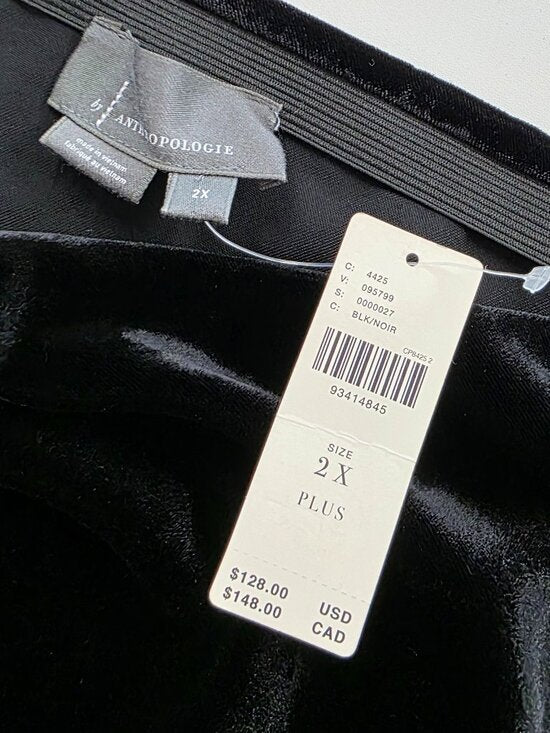 by ANTHROPOLOGIE
made in vietnam
fabriqué au vietnam
2X
C: 4425
V: 095799
S: 0000027
C: BLK/NOIR
CP8425 2
93414845
SIZE
2X
PLUS
$128.00 USD
$148.00 CAD